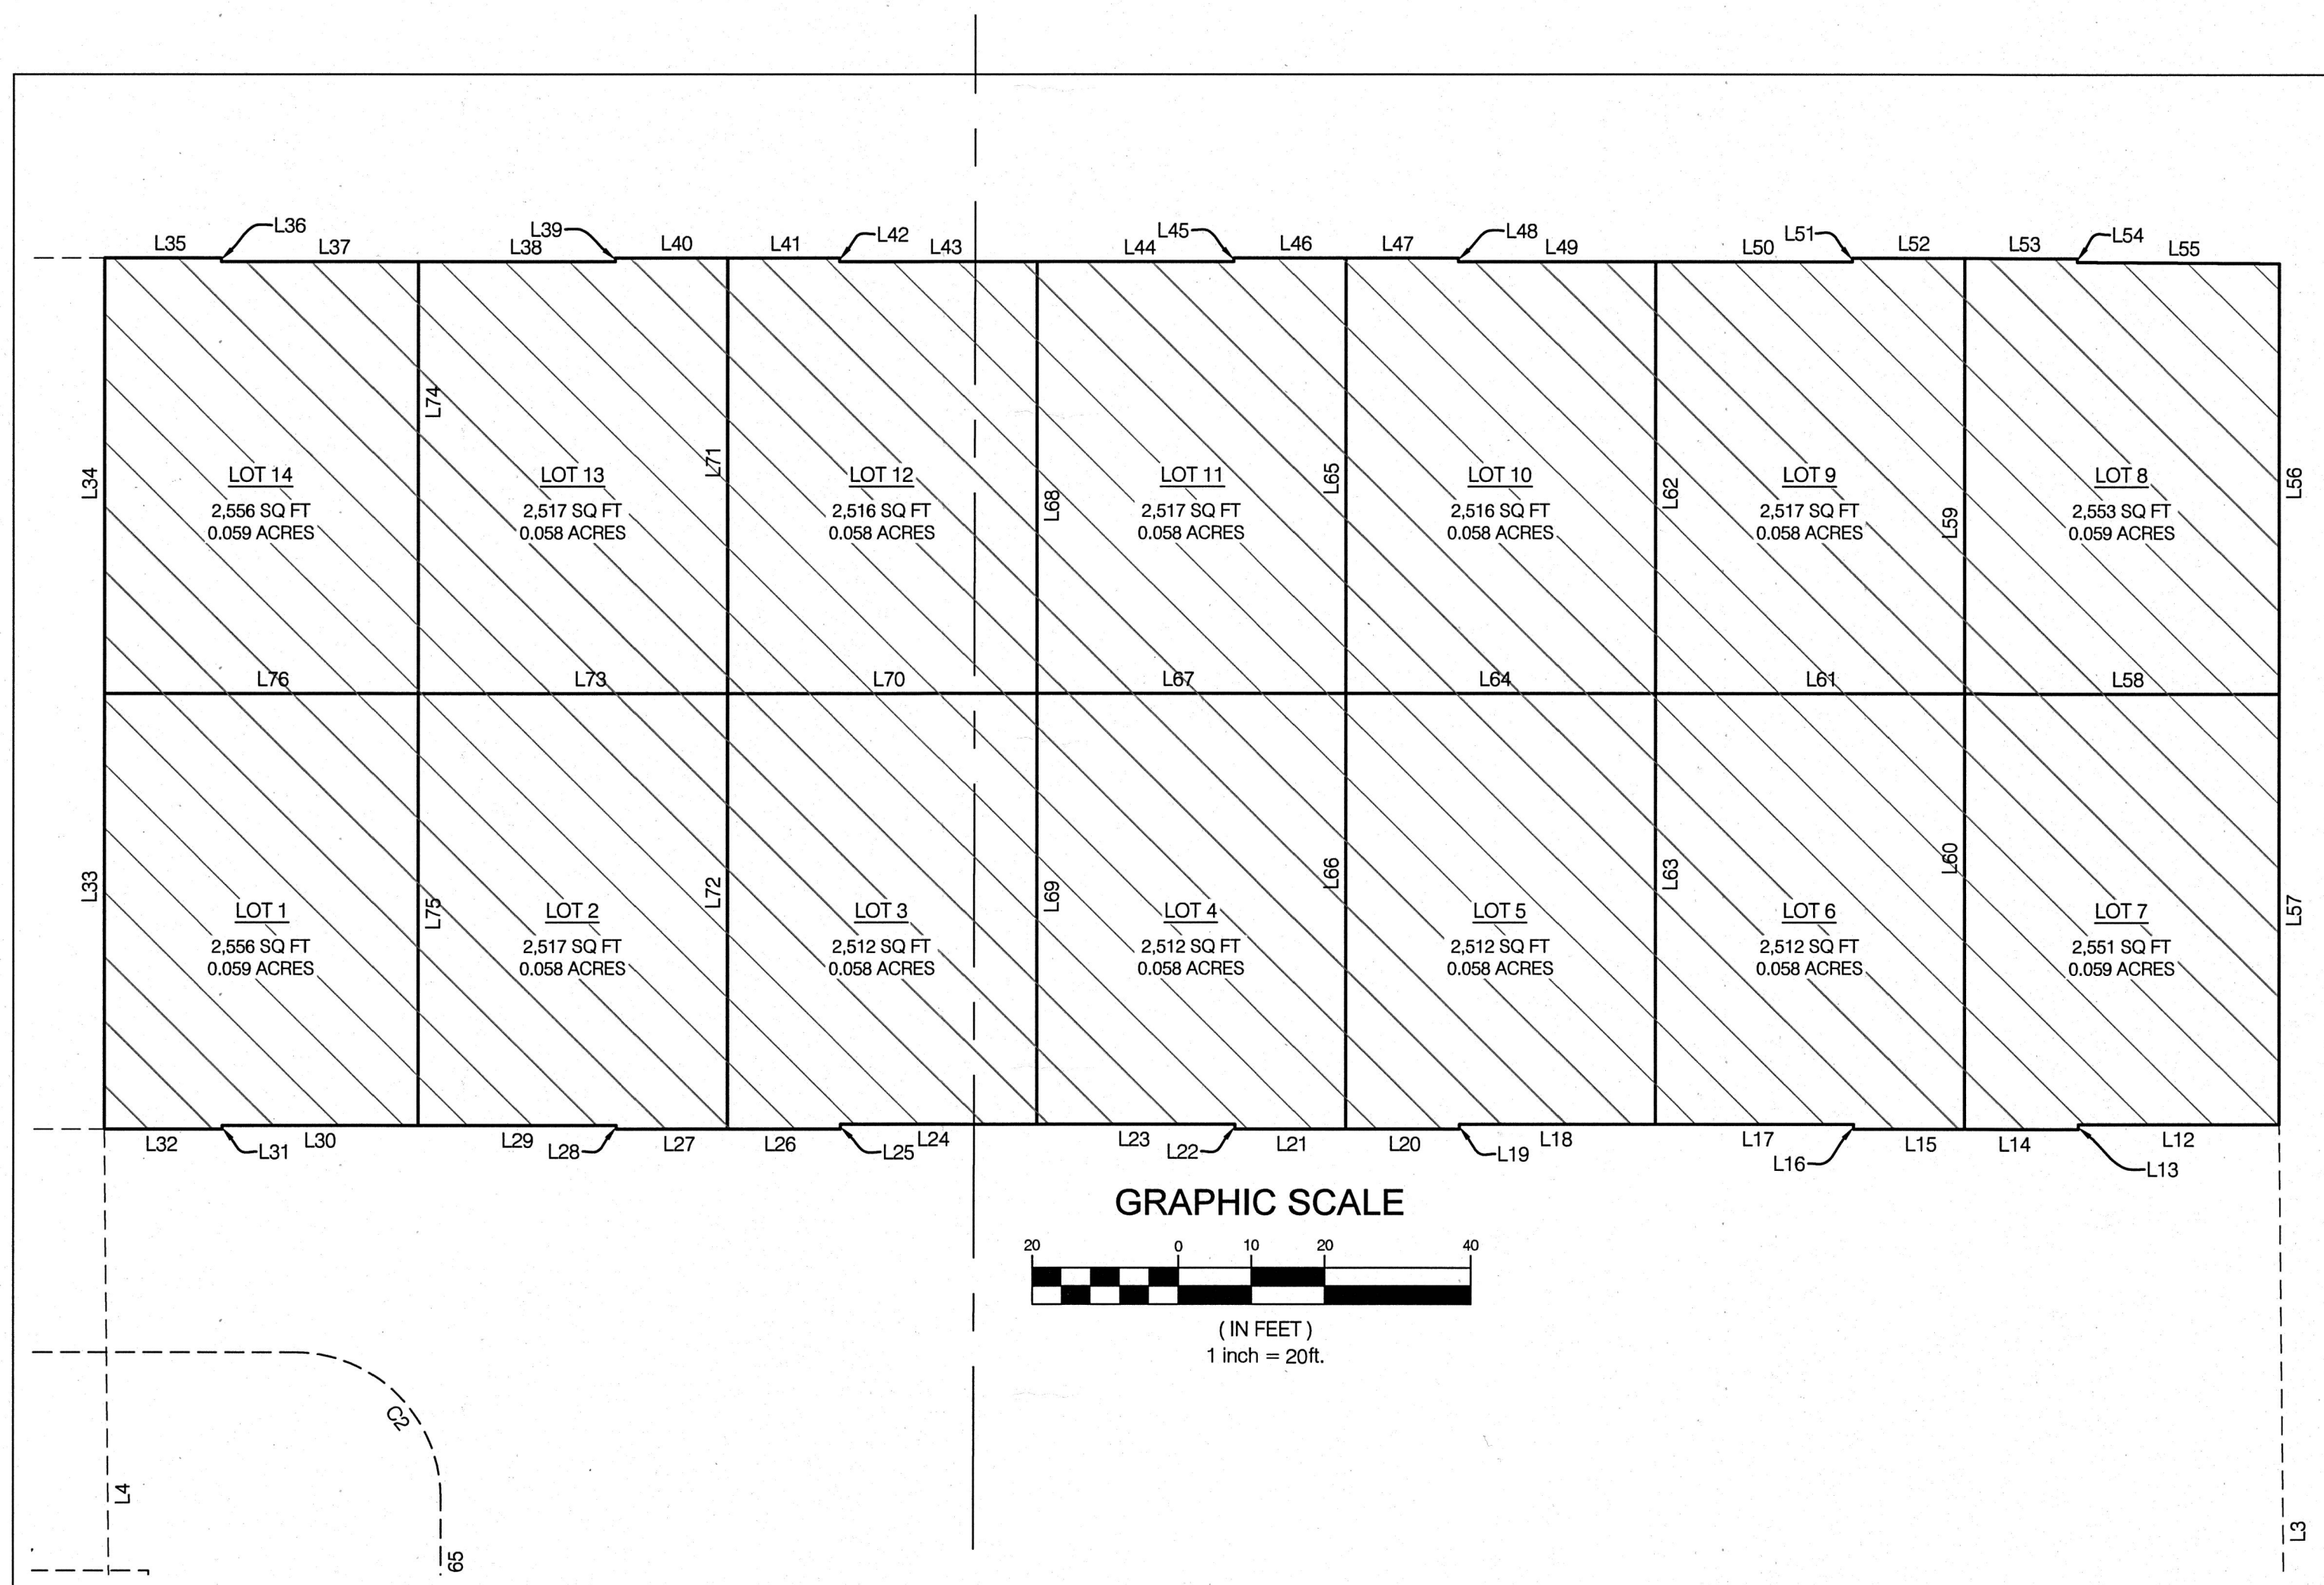 L36
L39
L42
L45
L48
L51
L54
L35
L37
L38
L40
L41
L43
L44
L46
L47
L49
L50
L52
L53
L55
L34
L74
L71
L68
L65
L62
L59
L56
LOT 14
2,556 SQ FT
0.059 ACRES
LOT 13
2,517 SQ FT
0.058 ACRES
LOT 12
2,516 SQ FT
0.058 ACRES
LOT 11
2,517 SQ FT
0.058 ACRES
LOT 10
2,516 SQ FT
0.058 ACRES
LOT 9
2,517 SQ FT
0.058 ACRES
LOT 8
2,553 SQ FT
0.059 ACRES
L76
L73
L70
L67
L64
L61
L58
L33
L75
L72
L69
L66
L63
L60
L57
LOT 1
2,556 SQ FT
0.059 ACRES
LOT 2
2,517 SQ FT
0.058 ACRES
LOT 3
2,512 SQ FT
0.058 ACRES
LOT 4
2,512 SQ FT
0.058 ACRES
LOT 5
2,512 SQ FT
0.058 ACRES
LOT 6
2,512 SQ FT
0.058 ACRES
LOT 7
2,551 SQ FT
0.059 ACRES
L32
L31
L30
L29
L28
L27
L26
L25
L24
L23
L22
L21
L20
L19
L18
L17
L16
L15
L14
L13
L12
GRAPHIC SCALE
20 0 10 20 40
( IN FEET )
1 inch = 20ft.
C2
L4
65
L3